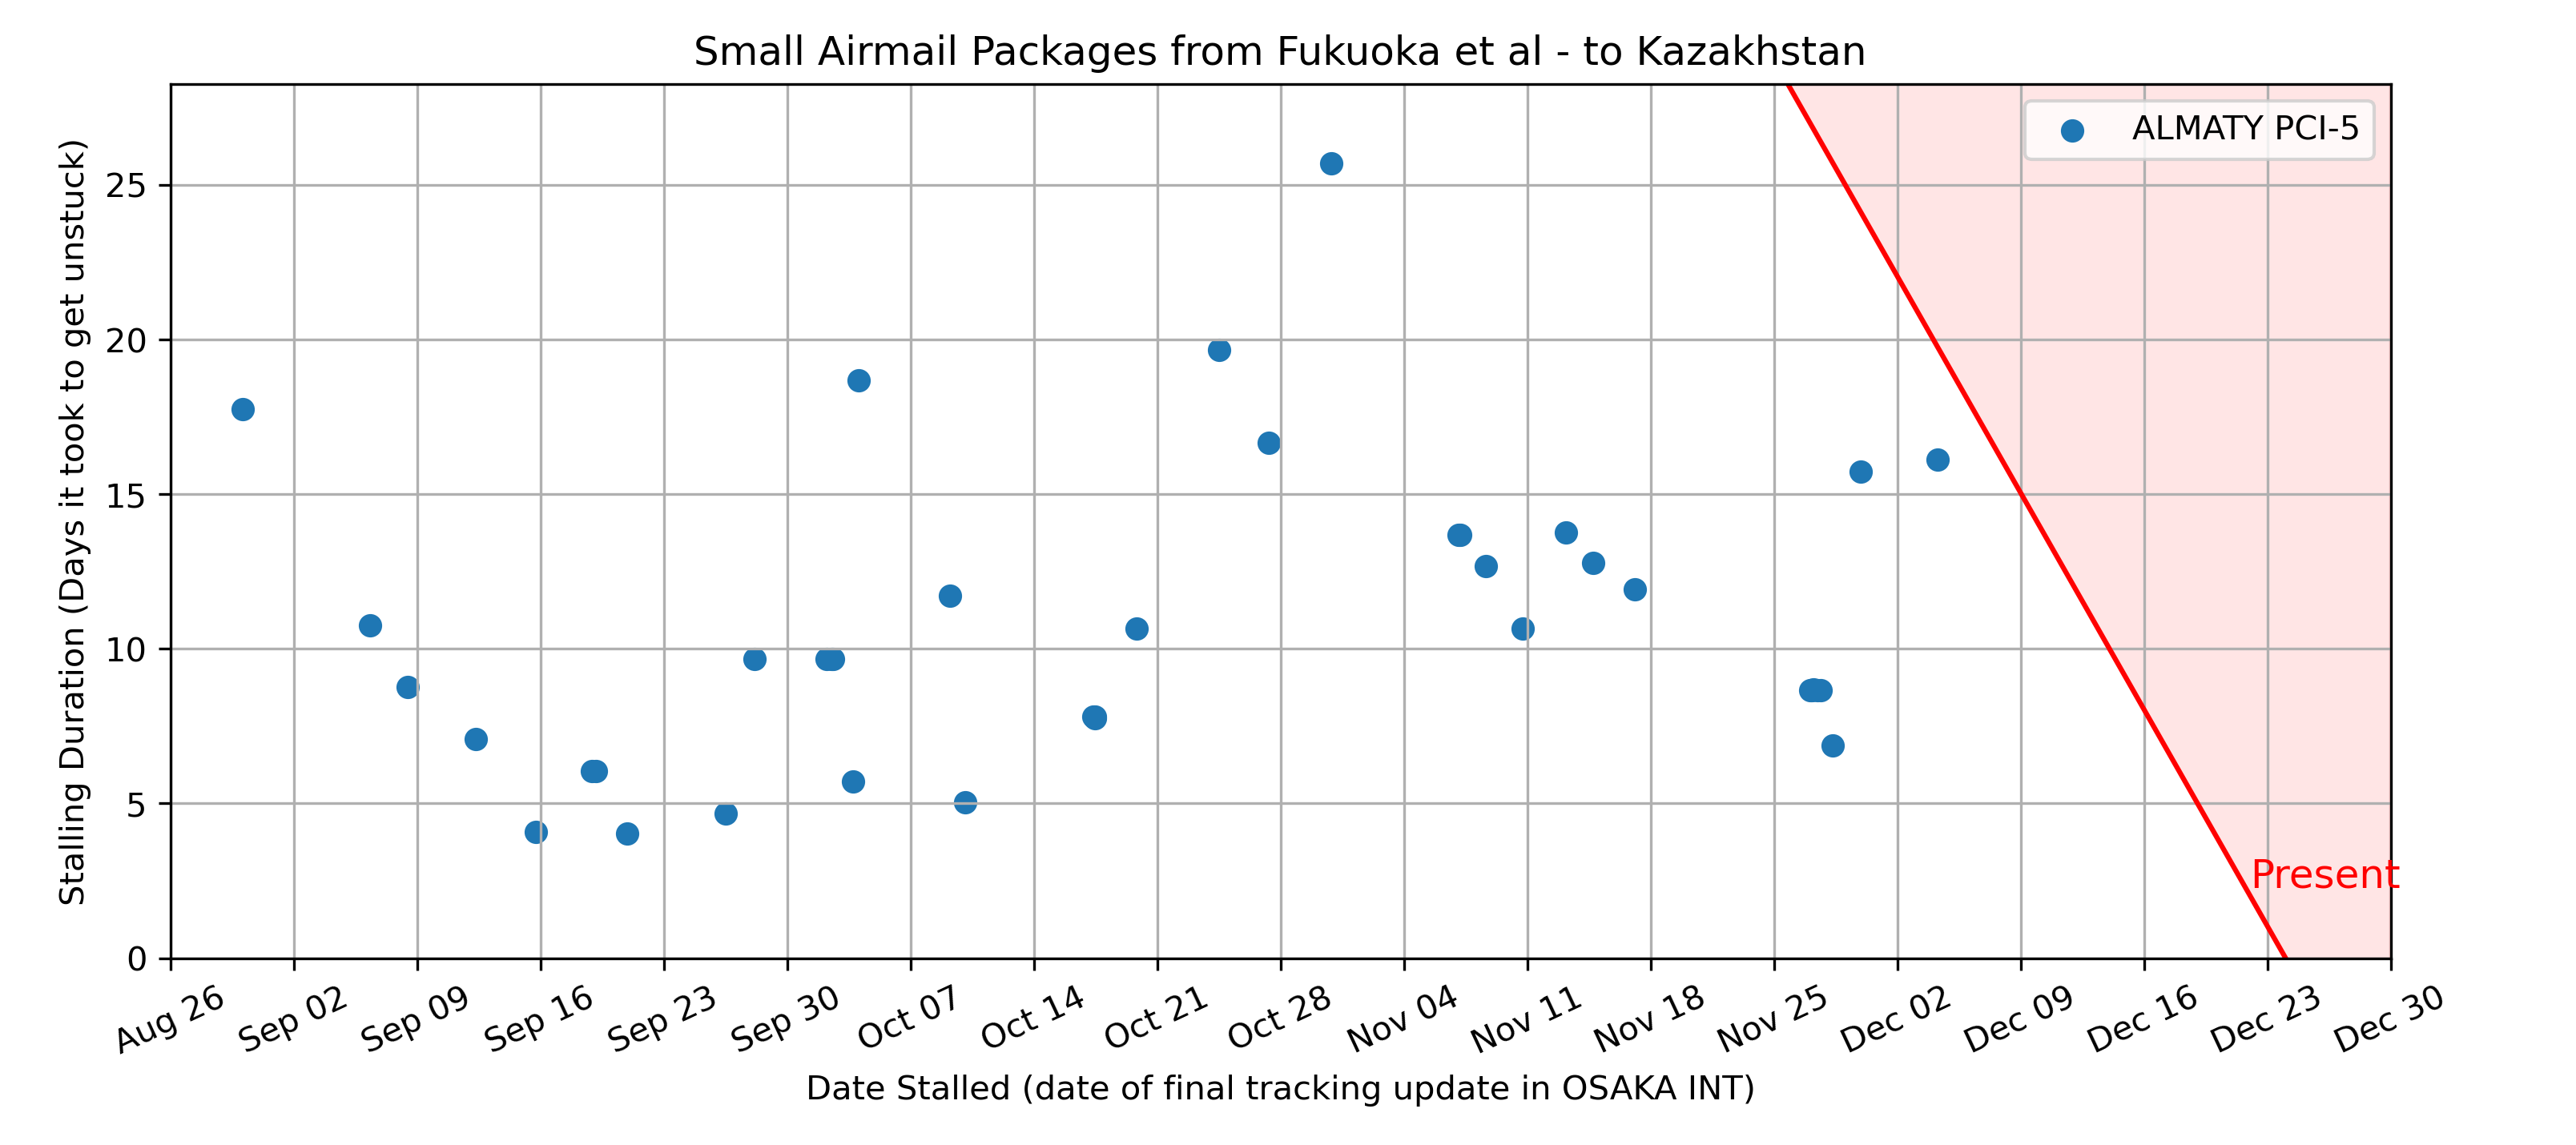 Small Airmail Packages from Fukuoka et al - to Kazakhstan
ALMATY PCI-5
Stalling Duration (Days it took to get unstuck)
25
20
15
10
5
0
Present
Aug 26
Sep 02
Sep 09
Sep 16
Sep 23
Sep 30
Oct 07
Oct 14
Oct 21
Oct 28
Nov 04
Nov 11
Nov 18
Nov 25
Dec 02
Dec 09
Dec 16
Dec 23
Dec 30
Date Stalled (date of final tracking update in OSAKA INT)